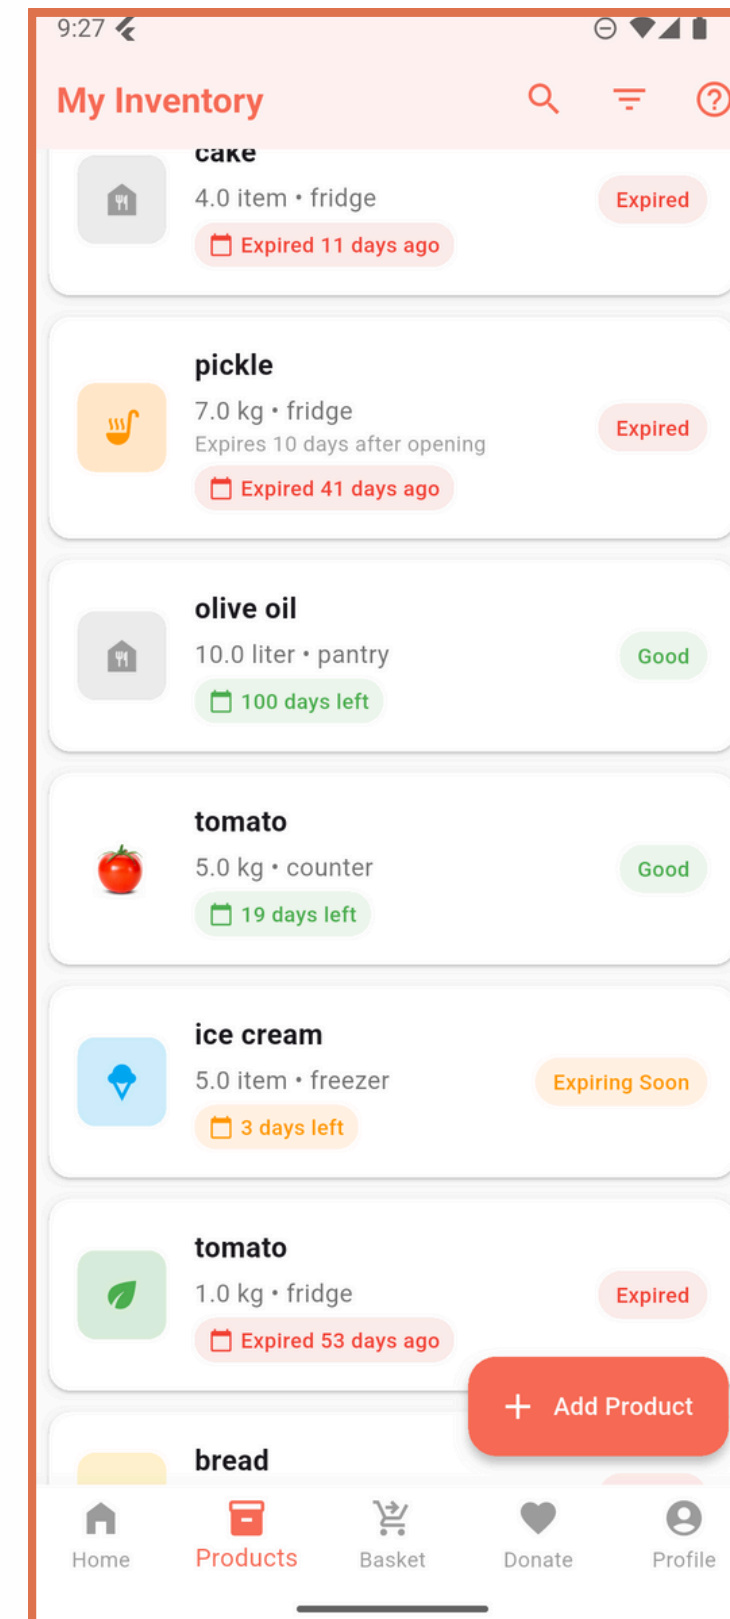 9:27
My Inventory
cake
4.0 item • fridge
Expired
Expired 11 days ago
pickle
7.0 kg • fridge
Expires 10 days after opening
Expired
Expired 41 days ago
olive oil
10.0 liter • pantry
Good
100 days left
tomato
5.0 kg • counter
Good
19 days left
ice cream
5.0 item • freezer
Expiring Soon
3 days left
tomato
1.0 kg • fridge
Expired
Expired 53 days ago
+ Add Product
bread
Home
Products
Basket
Donate
Profile